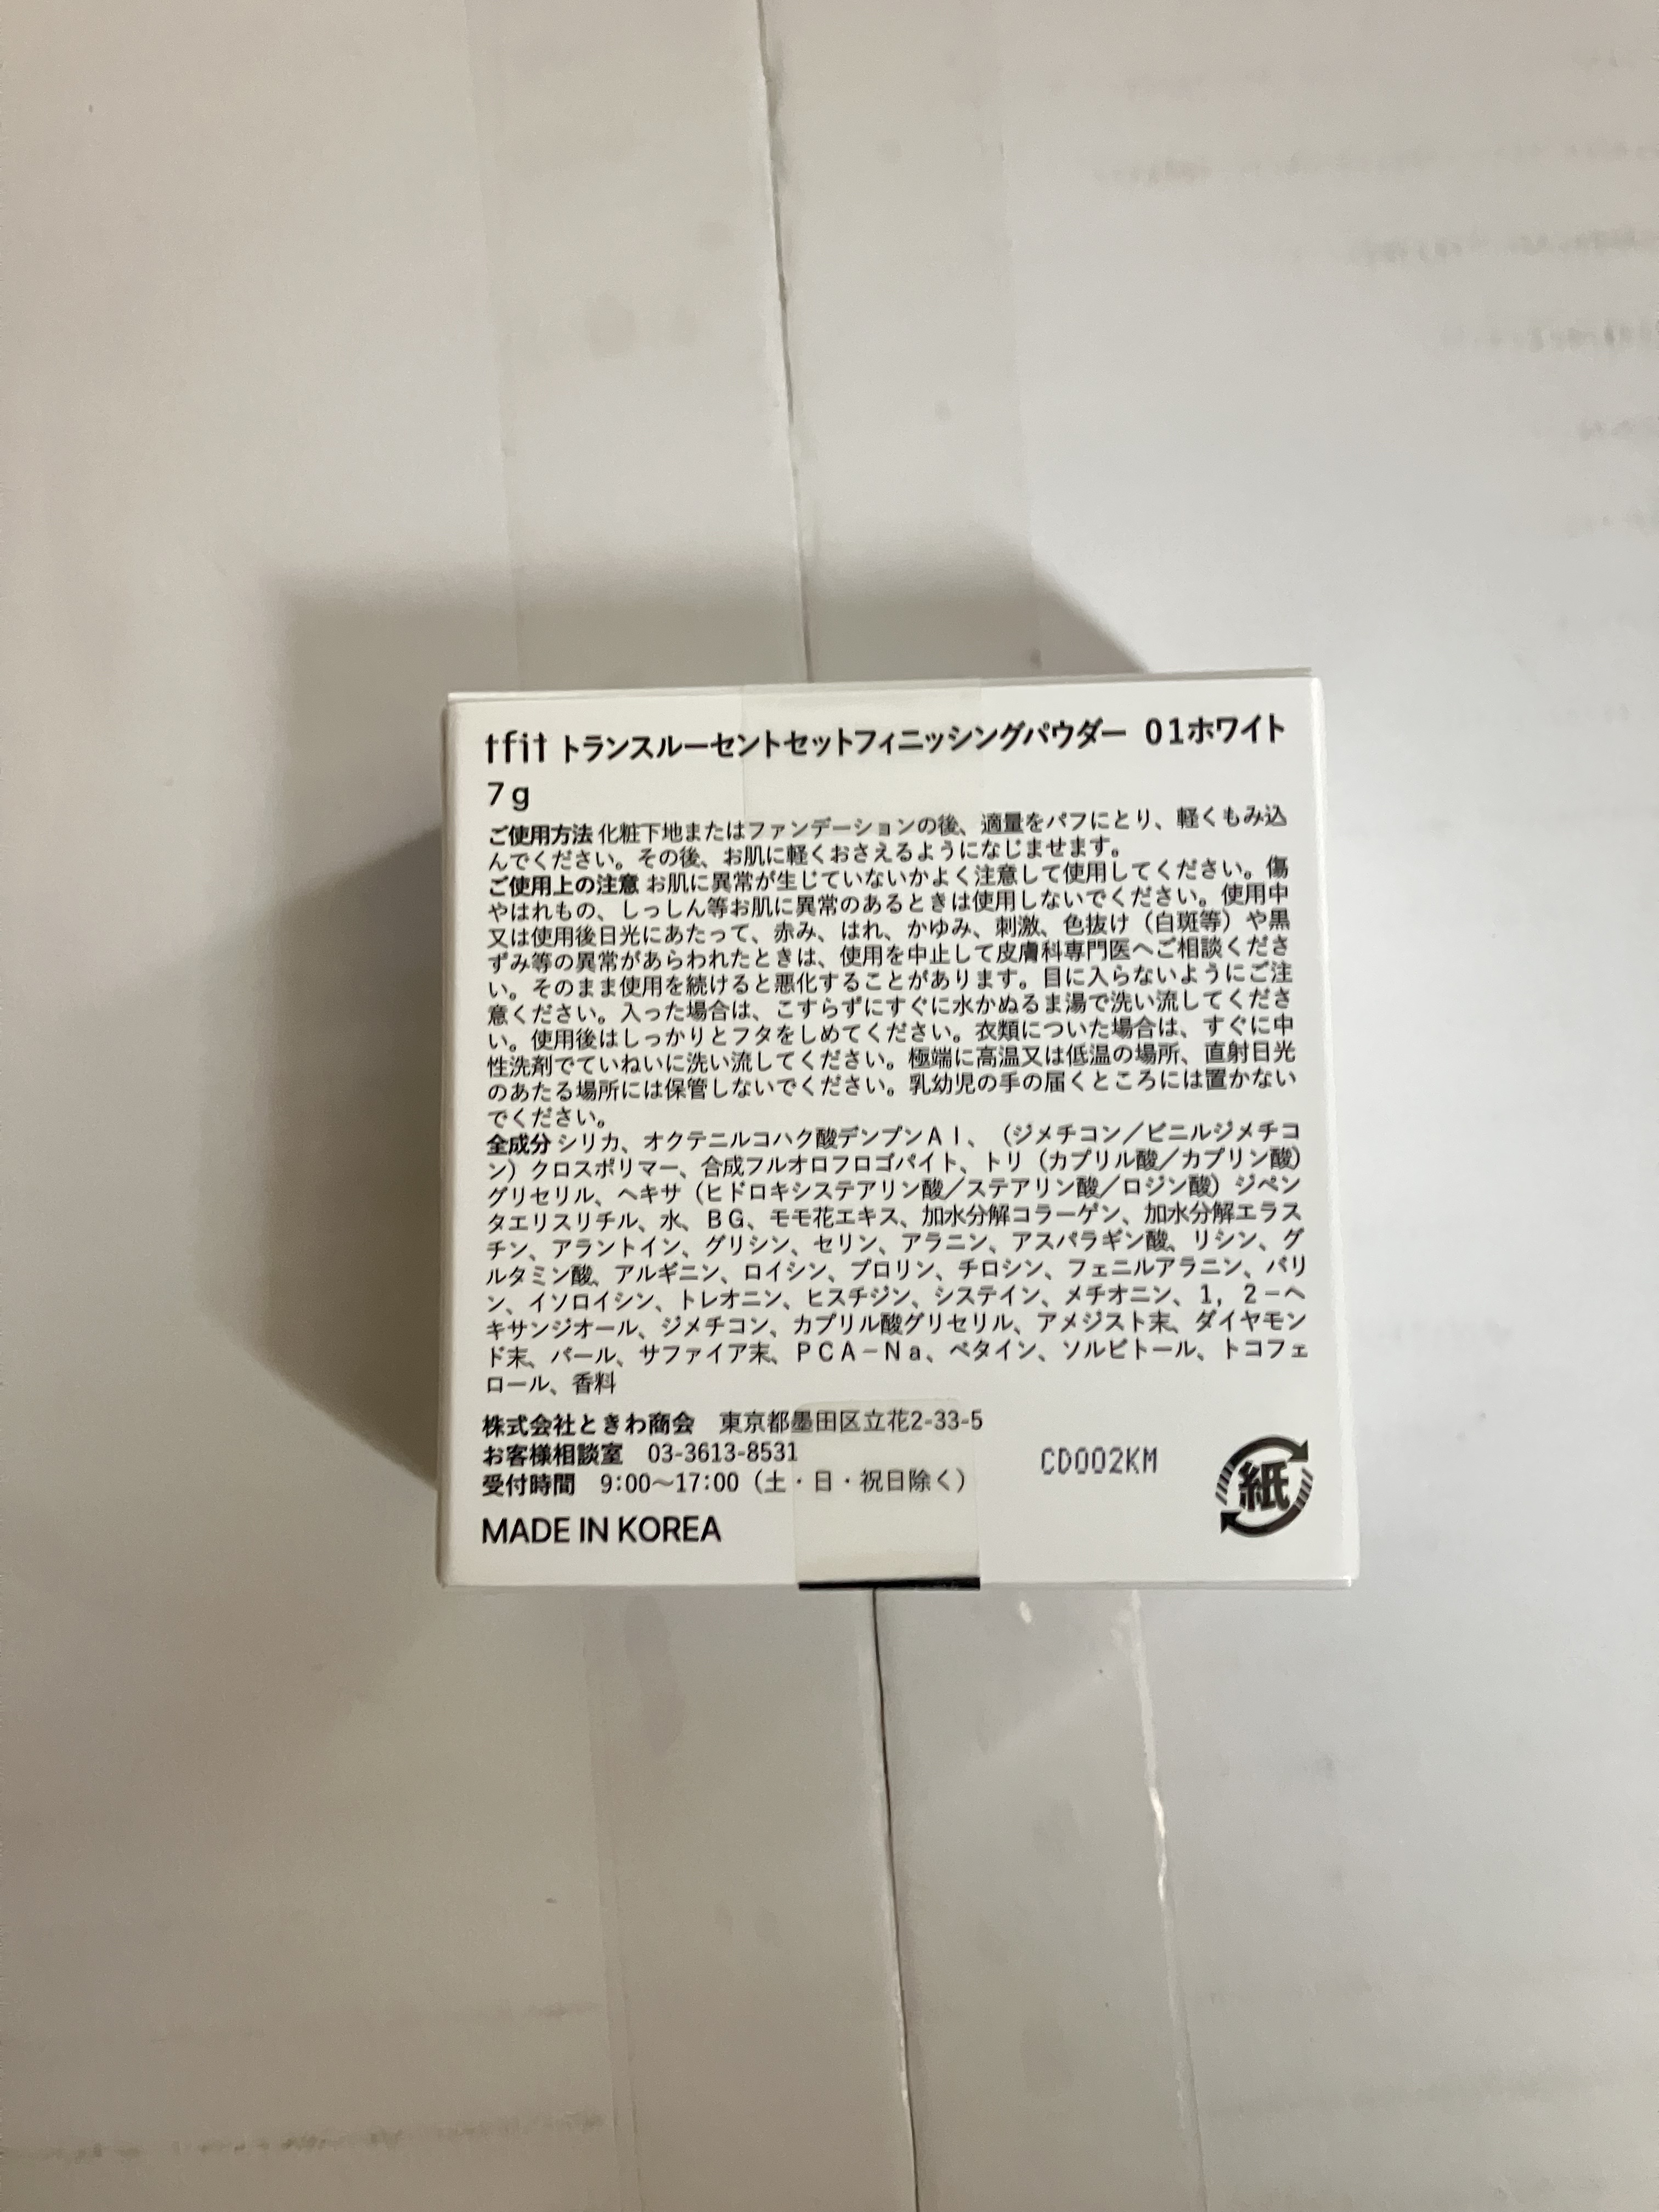 tfit トランスルーセントセットフィニッシングパウダー 01ホワイト
7g
ご使用方法 化粧下地またはファンデーションの後、適量をパフにとり、軽くもみ込
んでください。その後、お肌に軽くおさえるようになじませます。
ご使用上の注意 お肌に異常が生じていないかよく注意して使用してください。傷
やはれもの、しっしん等お肌に異常のあるときは使用しないでください。使用中
又は使用後日光にあたって、赤み、はれ、かゆみ、刺激、色抜け（白斑等）や黒
ずみ等の異常があらわれたときは、使用を中止して皮膚科専門医へご相談くださ
い。そのまま使用を続けると悪化することがあります。目に入らないようにご注
意ください。入った場合は、こすらずにすぐに水かぬるま湯で洗い流してくださ
い。使用後はしっかりとフタをしめてください。衣類についた場合は、すぐに中
性洗剤でていねいに洗い流してください。極端に高温又は低温の場所、直射日光
のあたる場所には保管しないでください。乳幼児の手の届くところには置かない
でください。
全成分 シリカ、オクテニルコハク酸デンプンＡｌ、（ジメチコン／ビニルジメチコ
ン）クロスポリマー、合成フルオロフロゴパイト、トリ（カプリル酸／カプリン酸）
グリセリル、ヘキサ（ヒドロキシステアリン酸／ステアリン酸／ロジン酸）ジペン
タエリスリチル、水、ＢＧ、モモ花エキス、加水分解コラーゲン、加水分解エラス
チン、アラントイン、グリシン、セリン、アラニン、アスパラギン酸、リシン、グ
ルタミン酸、アルギニン、ロイシン、プロリン、チロシン、フェニルアラニン、バリ
ン、イソロイシン、トレオニン、ヒスチジン、システイン、メチオニン、１，２－ヘ
キサンジオール、ジメチコン、カプリル酸グリセリル、アメジスト末、ダイヤモン
ド末、パール、サファイア末、ＰＣＡ－Ｎａ、ベタイン、ソルビトール、トコフェ
ロール、香料
株式会社ときわ商会　東京都墨田区立花2-33-5
お客様相談室　03-3613-8531
受付時間　9:00～17:00（土・日・祝日除く）
CD002KM
紙
MADE IN KOREA